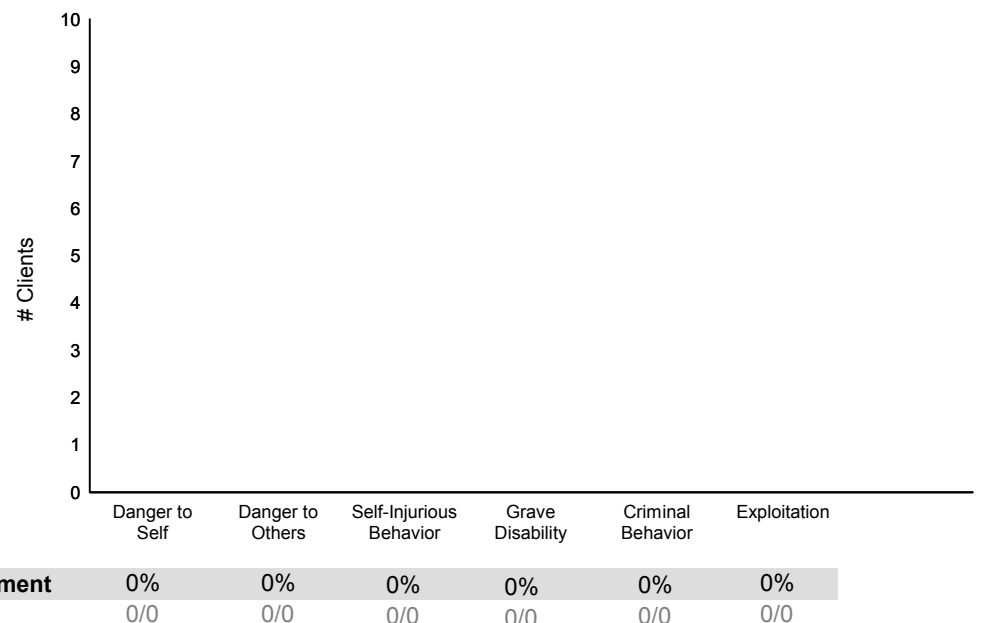 10
9
8
7
6
5
4
3
2
1
0
# Clients
Danger to Self
Danger to Others
Self-Injurious Behavior
Grave Disability
Criminal Behavior
Exploitation
ment 0% 0% 0% 0% 0% 0%
0/0 0/0 0/0 0/0 0/0 0/0